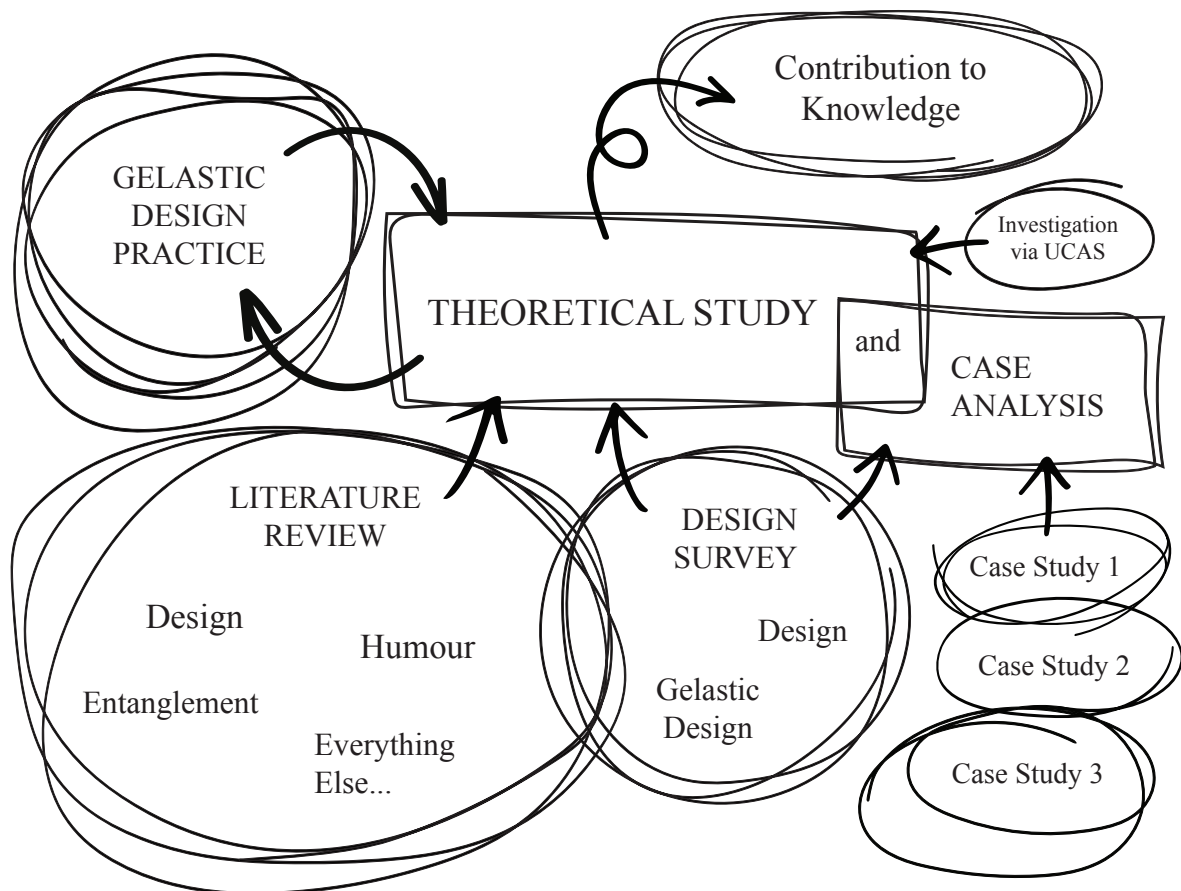 Contribution to
Knowledge
GELASTIC
DESIGN
PRACTICE
Investigation
via UCAS
THEORETICAL STUDY
and
CASE
ANALYSIS
LITERATURE
REVIEW
Design
Humour
Entanglement
Everything
Else...
DESIGN
SURVEY
Design
Gelastic
Design
Case Study 1
Case Study 2
Case Study 3